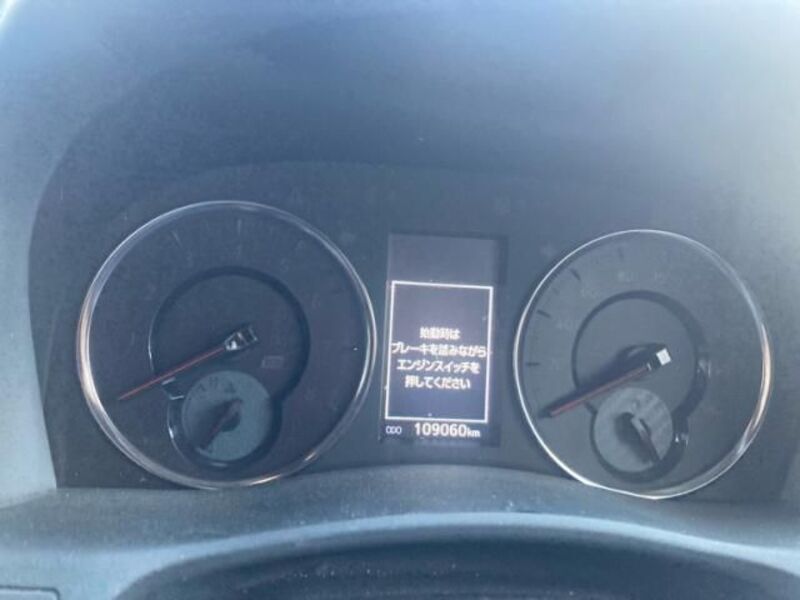 始動時は
ブレーキを踏みながら
エンジンスイッチを
押してください
ODO 109060km